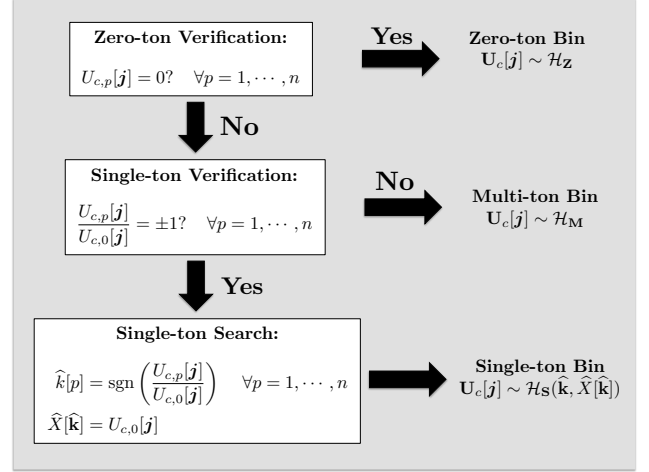 Zero-ton Verification:
U_{c,p}[j] = 0?  ∀p = 1, ⋯ , n
Yes
Zero-ton Bin
U_c[j] ∼ ℋ_Z
No
Single-ton Verification:
U_{c,p}[j] / U_{c,0}[j] = ±1?  ∀p = 1, ⋯ , n
No
Multi-ton Bin
U_c[j] ∼ ℋ_M
Yes
Single-ton Search:
k̂[p] = sgn ( U_{c,p}[j] / U_{c,0}[j] )  ∀p = 1, ⋯ , n
X̂[k̂] = U_{c,0}[j]
Single-ton Bin
U_c[j] ∼ ℋ_S(k̂, X̂[k̂])